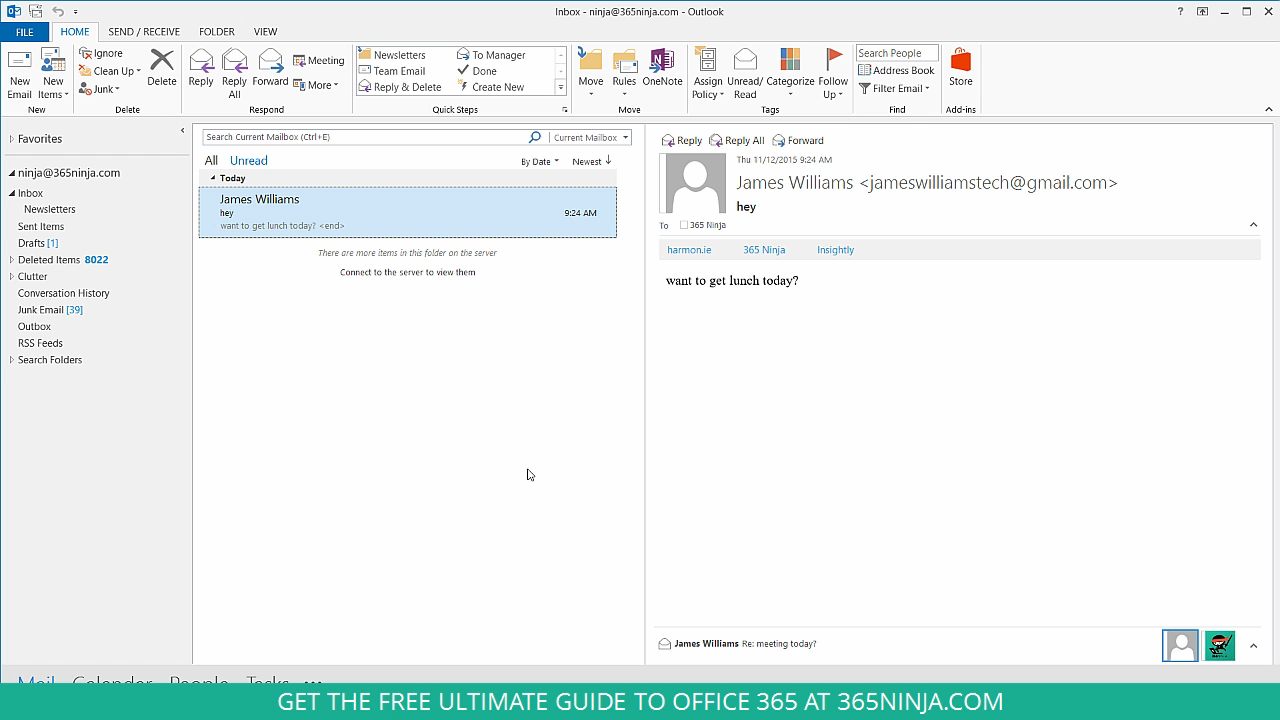 Inbox - ninja@365ninja.com - Outlook
?
FILE HOME SEND / RECEIVE FOLDER VIEW
New Email
New Items
New
Ignore
Clean Up
Junk
Delete
Delete
Reply
Reply All
Forward
Meeting
More
Respond
Newsletters
Team Email
Reply & Delete
To Manager
Done
Create New
Quick Steps
Move
Rules
OneNote
Move
Assign Policy
Unread/ Read
Categorize
Follow Up
Tags
Search People
Address Book
Filter Email
Find
Store
Add-ins
Favorites
ninja@365ninja.com
Inbox
Newsletters
Sent Items
Drafts [1]
Deleted Items 8022
Clutter
Conversation History
Junk Email [39]
Outbox
RSS Feeds
Search Folders
Search Current Mailbox (Ctrl+E) Current Mailbox
All Unread By Date Newest
Today
James Williams
hey 9:24 AM
want to get lunch today? <end>
There are more items in this folder on the server
Connect to the server to view them
Reply Reply All Forward
Thu 11/12/2015 9:24 AM
James Williams <jameswilliamstech@gmail.com>
hey
To 365 Ninja
harmon.ie 365 Ninja Insightly
want to get lunch today?
James Williams Re: meeting today?
Mail Calendar People Tasks
GET THE FREE ULTIMATE GUIDE TO OFFICE 365 AT 365NINJA.COM